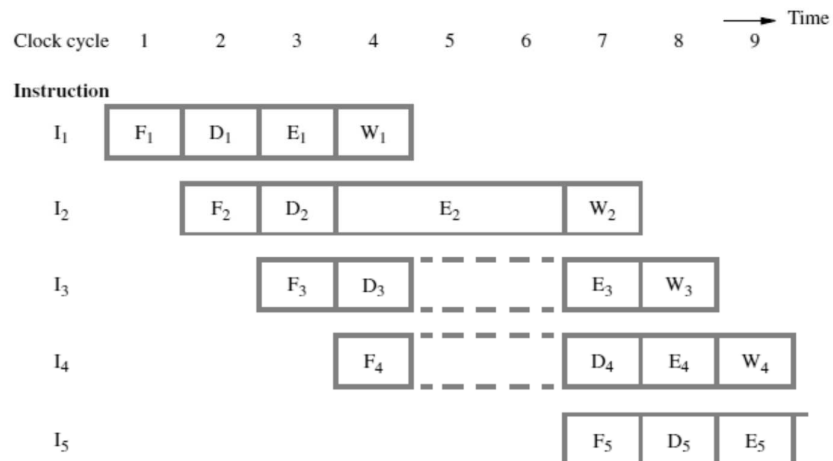 Time
Clock cycle 1 2 3 4 5 6 7 8 9
Instruction
I₁ F₁ D₁ E₁ W₁
I₂ F₂ D₂ E₂ W₂
I₃ F₃ D₃ E₃ W₃
I₄ F₄ D₄ E₄ W₄
I₅ F₅ D₅ E₅